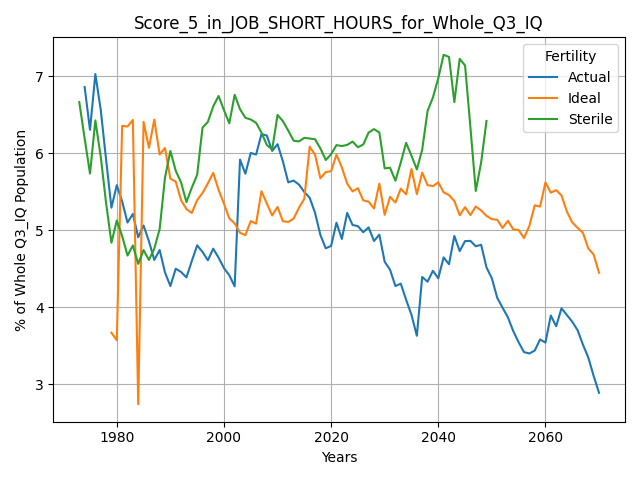 Score_5_in_JOB_SHORT_HOURS_for_Whole_Q3_IQ
Fertility
Actual
Ideal
Sterile
% of Whole Q3_IQ Population
7
6
5
4
3
1980 2000 2020 2040 2060
Years